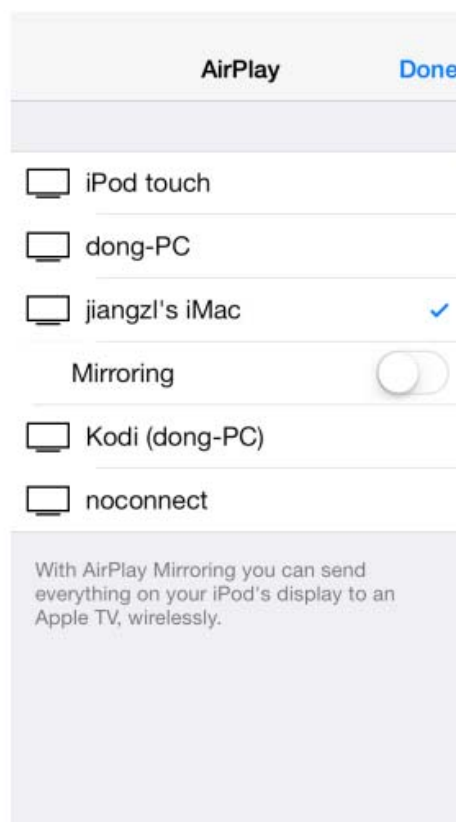 AirPlay Done
iPod touch
dong-PC
jiangzl's iMac
Mirroring
Kodi (dong-PC)
noconnect
With AirPlay Mirroring you can send
everything on your iPod's display to an
Apple TV, wirelessly.